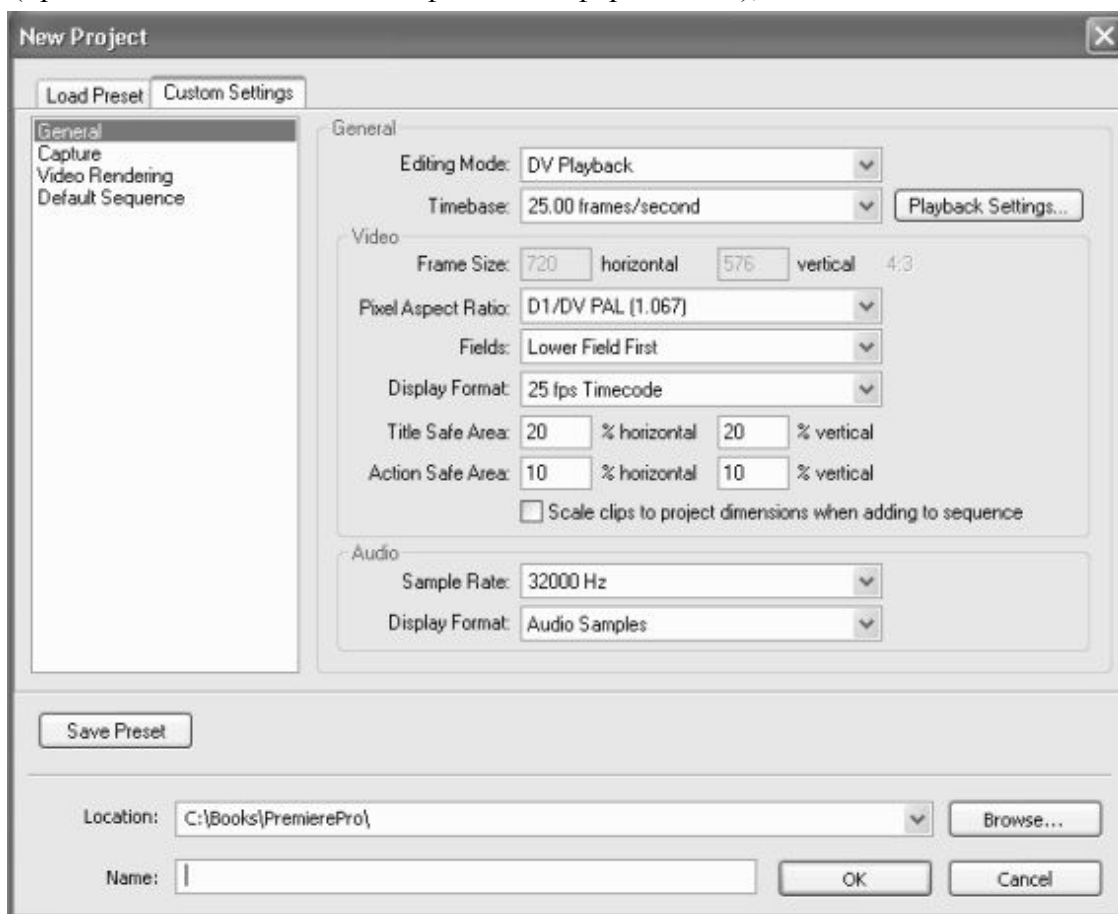 New Project
Load Preset Custom Settings
General
Capture
Video Rendering
Default Sequence
General
Editing Mode: DV Playback
Timebase: 25.00 frames/second Playback Settings...
Video
Frame Size: 720 horizontal 576 vertical 4:3
Pixel Aspect Ratio: D1/DV PAL (1.067)
Fields: Lower Field First
Display Format: 25 fps Timecode
Title Safe Area: 20 % horizontal 20 % vertical
Action Safe Area: 10 % horizontal 10 % vertical
Scale clips to project dimensions when adding to sequence
Audio
Sample Rate: 32000 Hz
Display Format: Audio Samples
Save Preset
Location: C:\Books\PremierePro\ Browse...
Name: OK Cancel